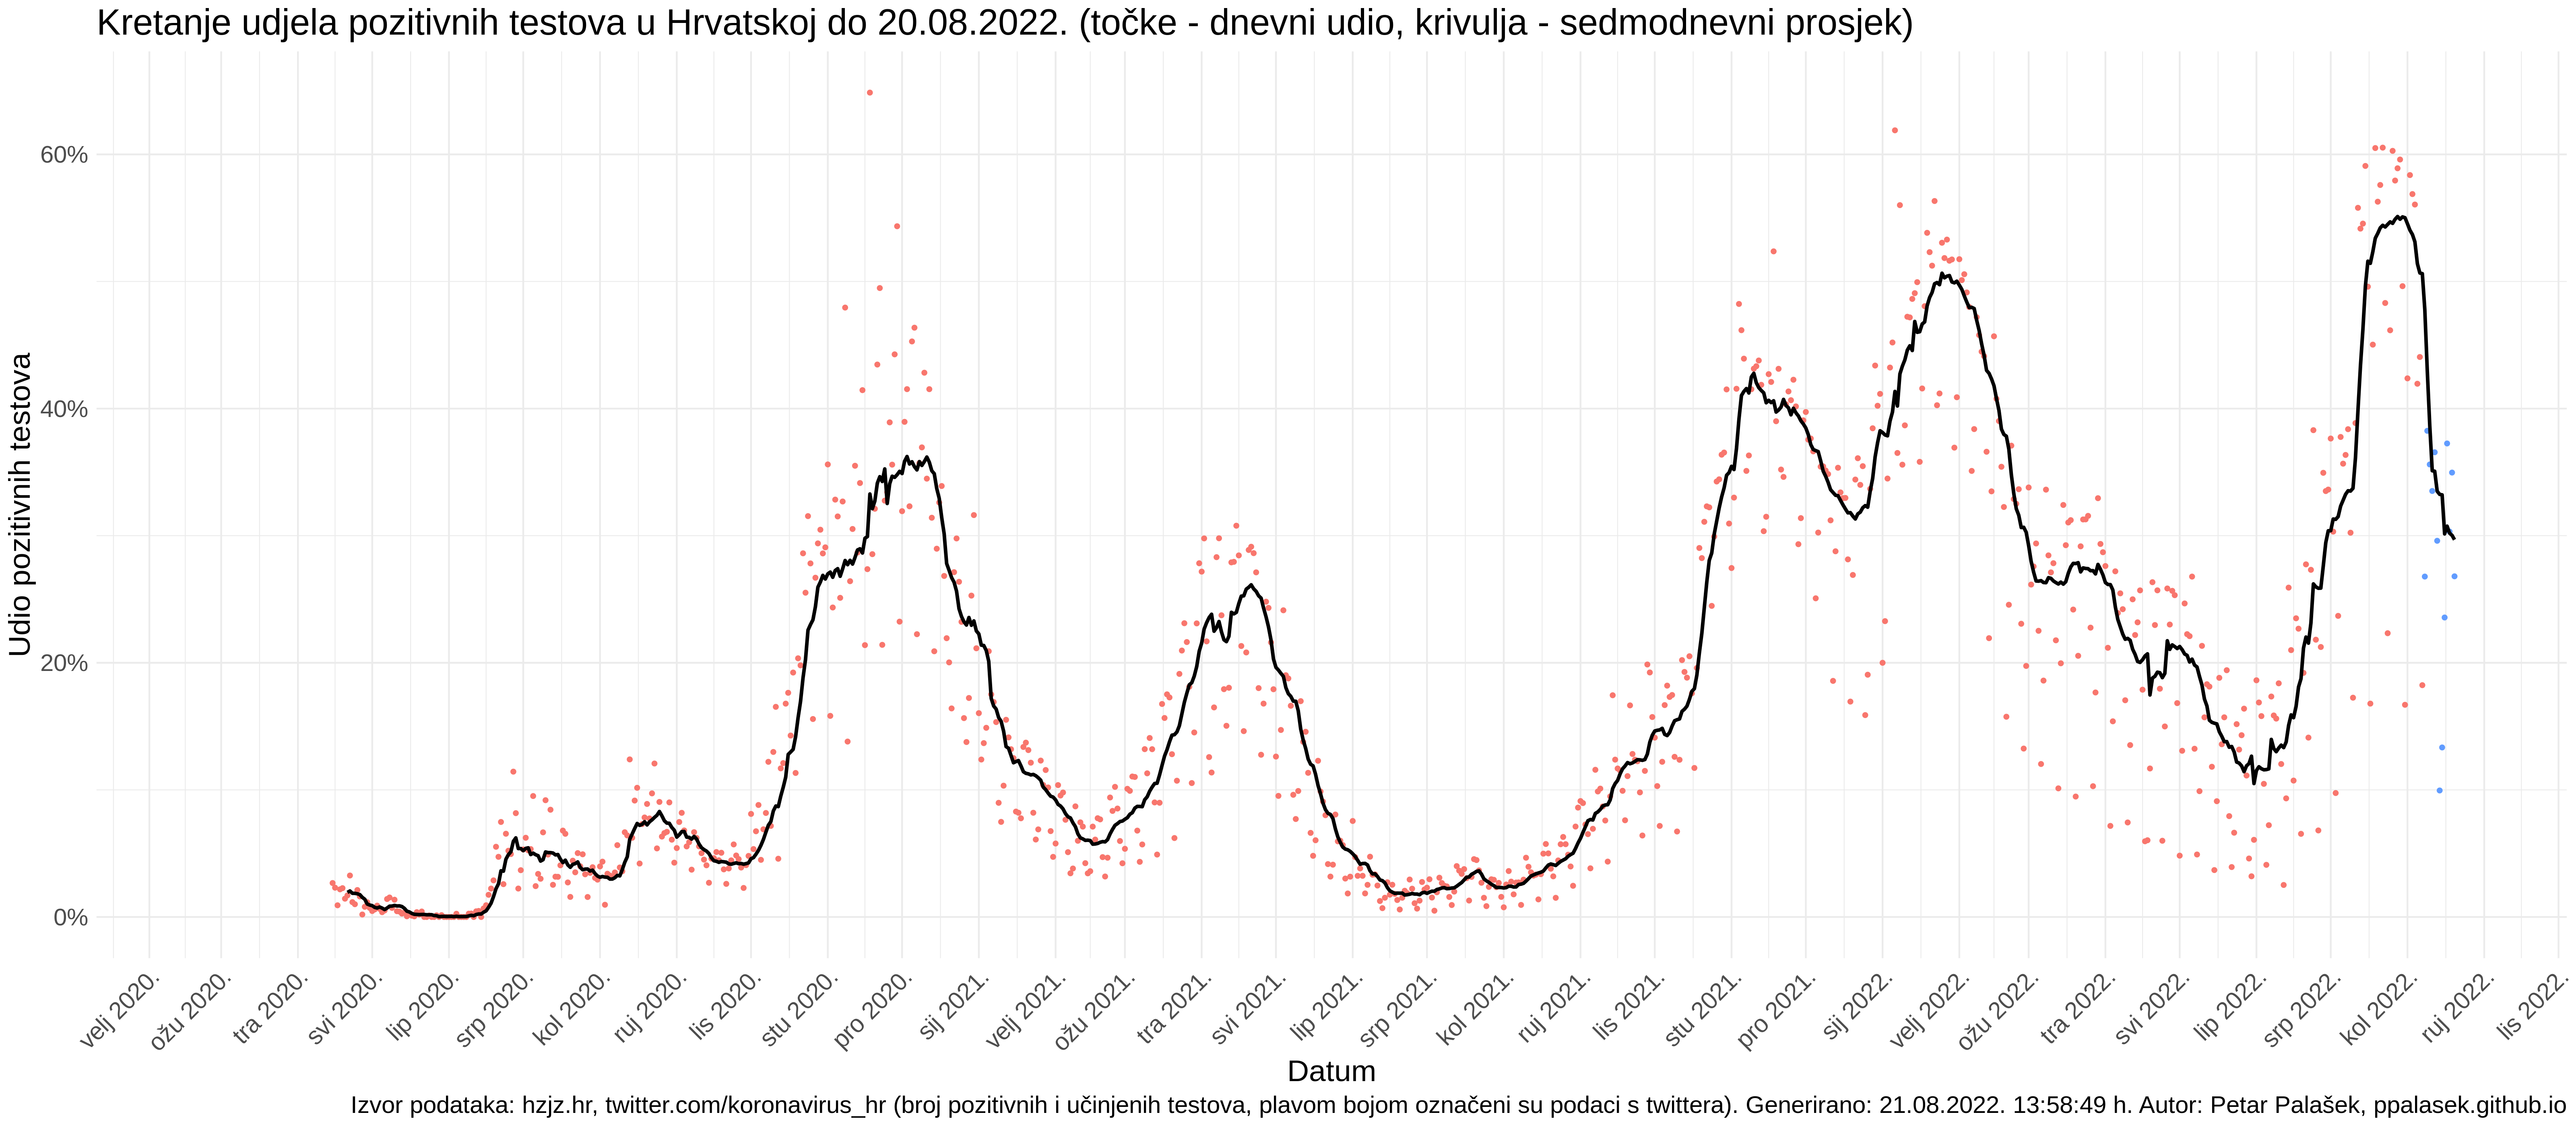 Kretanje udjela pozitivnih testova u Hrvatskoj do 20.08.2022. (točke - dnevni udio, krivulja - sedmodnevni prosjek)
Udio pozitivnih testova
60%
40%
20%
0%
velj 2020.
ožu 2020.
tra 2020.
svi 2020.
lip 2020.
srp 2020.
kol 2020.
ruj 2020.
lis 2020.
stu 2020.
pro 2020.
sij 2021.
velj 2021.
ožu 2021.
tra 2021.
svi 2021.
lip 2021.
srp 2021.
kol 2021.
ruj 2021.
lis 2021.
stu 2021.
pro 2021.
sij 2022.
velj 2022.
ožu 2022.
tra 2022.
svi 2022.
lip 2022.
srp 2022.
kol 2022.
ruj 2022.
lis 2022.
Datum
Izvor podataka: hzjz.hr, twitter.com/koronavirus_hr (broj pozitivnih i učinjenih testova, plavom bojom označeni su podaci s twittera). Generirano: 21.08.2022. 13:58:49 h. Autor: Petar Palašek, ppalasek.github.io